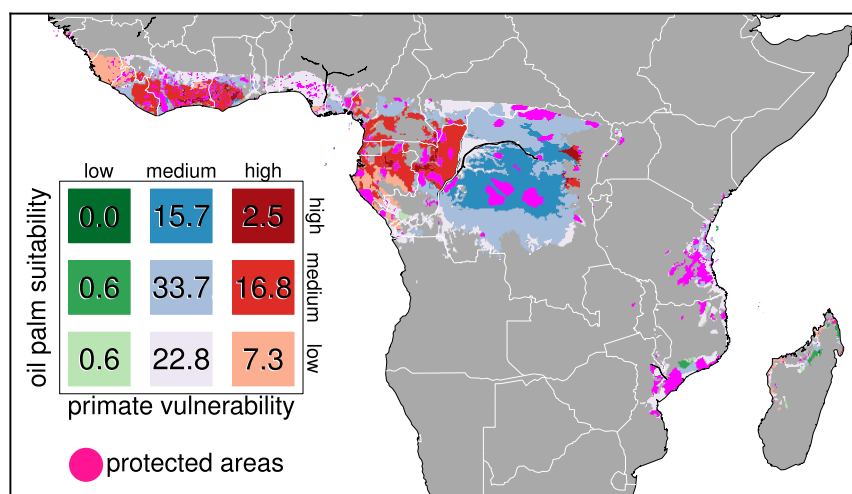 low medium high
0.0 15.7 2.5 high
0.6 33.7 16.8 medium
0.6 22.8 7.3 low
oil palm suitability
primate vulnerability
protected areas